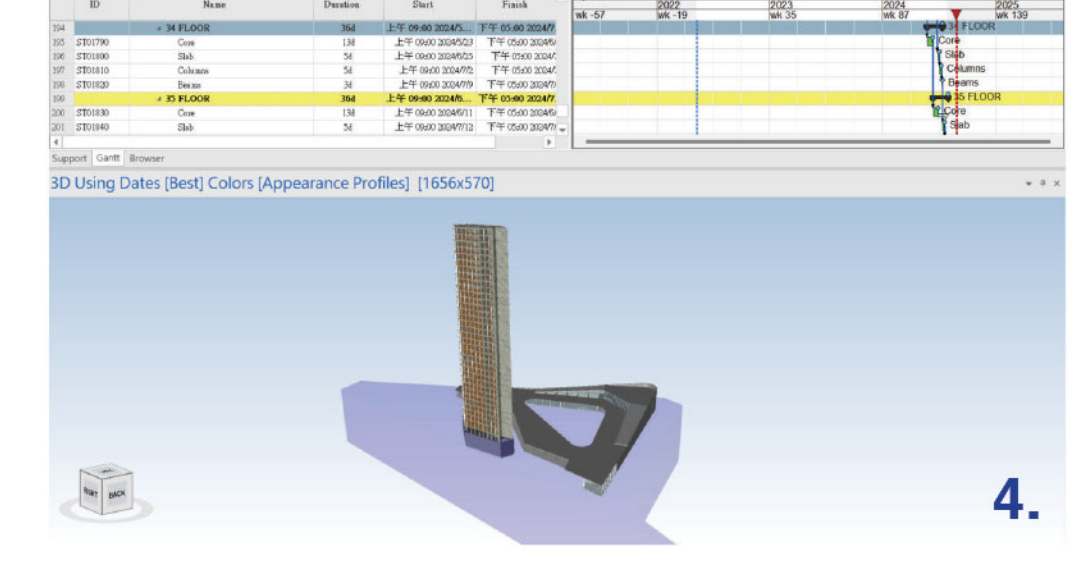 ID Name Duration Start Finish 2022 2023 2024 2025
wk -57 wk -19 wk 35 wk 87 wk 139
194 34 FLOOR 36d 上午 09:00 2024/5... 下午 05:00 2024/7 34 FLOOR
195 ST01790 Core 13d 上午 09:00 2024/5/23 下午 05:00 2024/6/ Core
196 ST01800 Slab 5d 上午 09:00 2024/6/25 下午 05:00 2024/7 Slab
197 ST01810 Columns 5d 上午 09:00 2024/7/2 下午 05:00 2024/7 Columns
198 ST01820 Beams 3d 上午 09:00 2024/7/9 下午 05:00 2024/7/ Beams
199 35 FLOOR 36d 上午 09:00 2024/6... 下午 05:00 2024/7. 35 FLOOR
200 ST01830 Core 13d 上午 09:00 2024/6/11 下午 05:00 2024/6/ Core
201 ST01840 Slab 5d 上午 09:00 2024/7/12 下午 05:00 2024/7/ Slab
Support Gantt Browser
3D Using Dates [Best] Colors [Appearance Profiles] [1656x570]
RIGHT BACK
4.